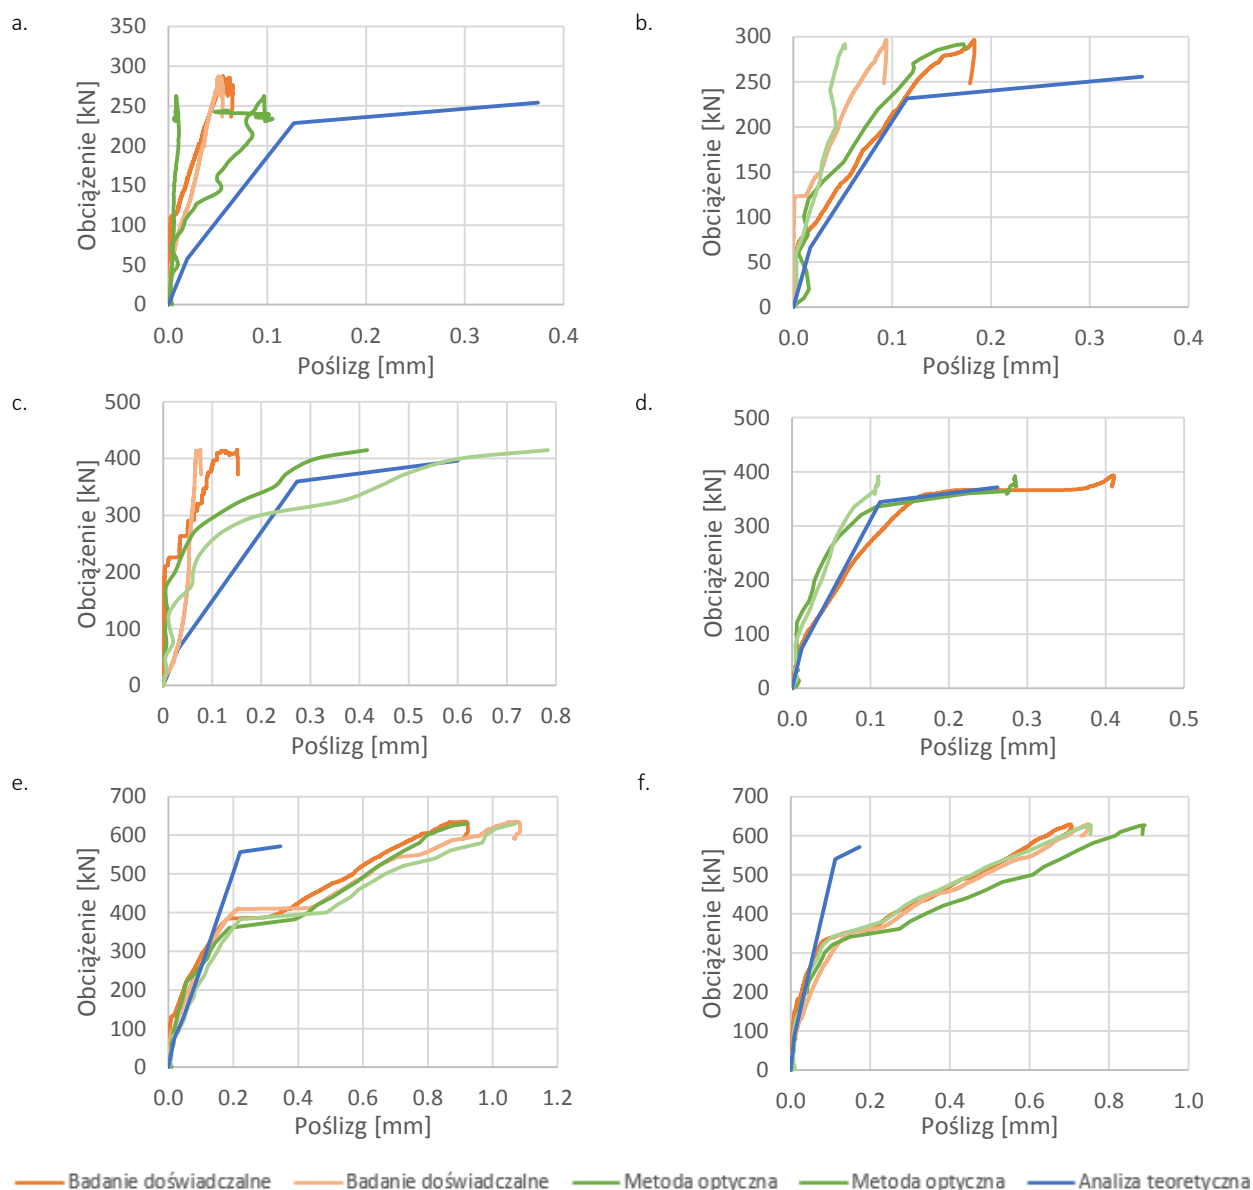 a.
350
300
250
200
150
100
50
0
Obciążenie [kN]
0.0 0.1 0.2 0.3 0.4
Poślizg [mm]
b.
300
250
200
150
100
50
0
Obciążenie [kN]
0.0 0.1 0.2 0.3 0.4
Poślizg [mm]
c.
500
400
300
200
100
0
Obciążenie [kN]
0 0.1 0.2 0.3 0.4 0.5 0.6 0.7 0.8
Poślizg [mm]
d.
500
400
300
200
100
0
Obciążenie [kN]
0.0 0.1 0.2 0.3 0.4 0.5
Poślizg [mm]
e.
700
600
500
400
300
200
100
0
Obciążenie [kN]
0.0 0.2 0.4 0.6 0.8 1.0 1.2
Poślizg [mm]
f.
700
600
500
400
300
200
100
0
Obciążenie [kN]
0.0 0.2 0.4 0.6 0.8 1.0
Poślizg [mm]
Badanie doświadczalne Badanie doświadczalne Metoda optyczna Metoda optyczna Analiza teoretyczna